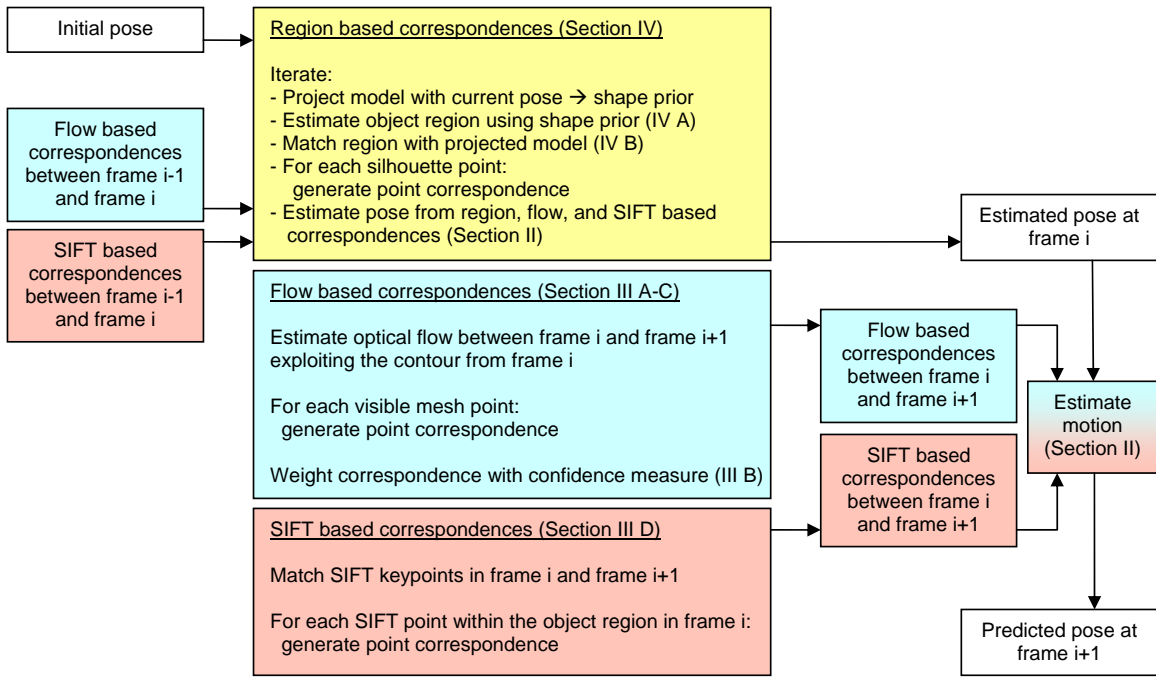 Initial pose
Flow based
correspondences
between frame i-1
and frame i
SIFT based
correspondences
between frame i-1
and frame i
Region based correspondences (Section IV)
Iterate:
- Project model with current pose → shape prior
- Estimate object region using shape prior (IV A)
- Match region with projected model (IV B)
- For each silhouette point:
generate point correspondence
- Estimate pose from region, flow, and SIFT based
correspondences (Section II)
Flow based correspondences (Section III A-C)
Estimate optical flow between frame i and frame i+1
exploiting the contour from frame i
For each visible mesh point:
generate point correspondence
Weight correspondence with confidence measure (III B)
SIFT based correspondences (Section III D)
Match SIFT keypoints in frame i and frame i+1
For each SIFT point within the object region in frame i:
generate point correspondence
Flow based
correspondences
between frame i
and frame i+1
SIFT based
correspondences
between frame i
and frame i+1
Estimated pose at
frame i
Estimate
motion
(Section II)
Predicted pose at
frame i+1